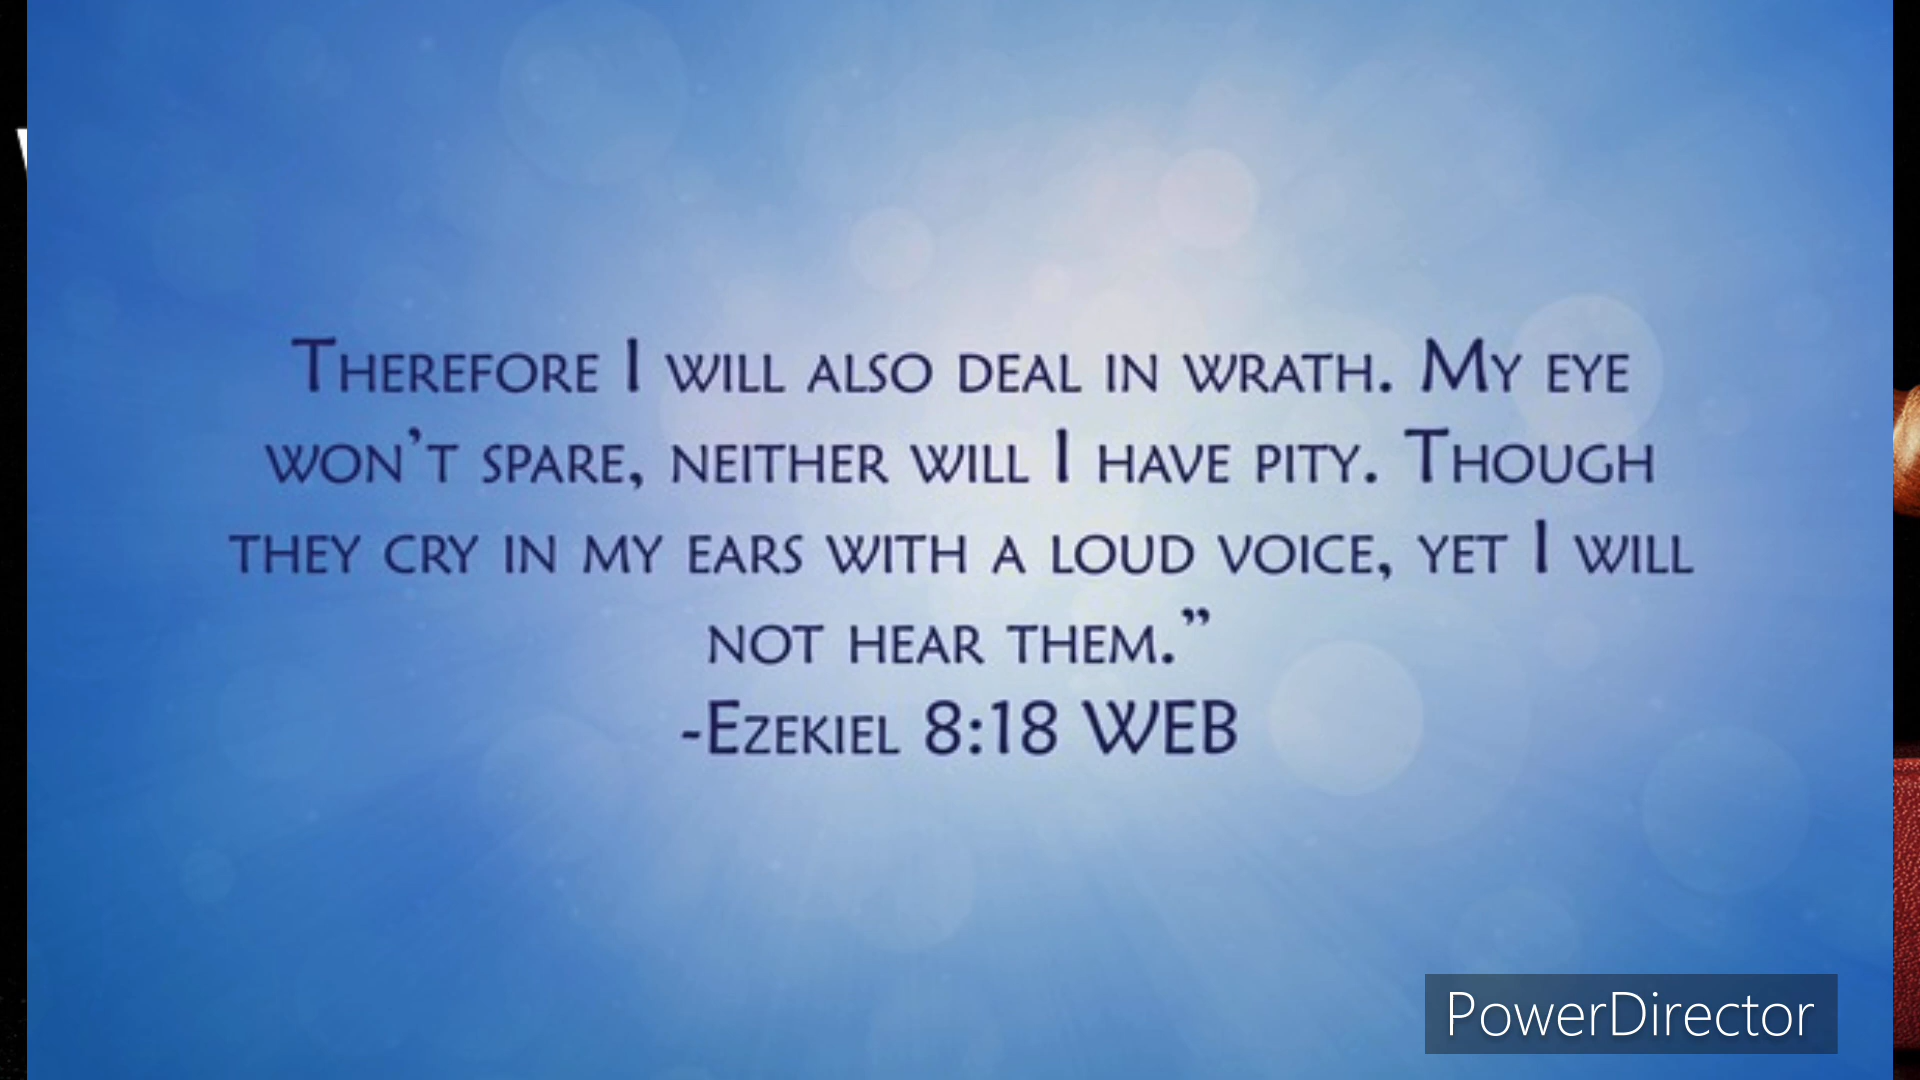 Therefore I will also deal in wrath. My eye
won’t spare, neither will I have pity. Though
they cry in my ears with a loud voice, yet I will
not hear them.”
-Ezekiel 8:18 WEB
PowerDirector